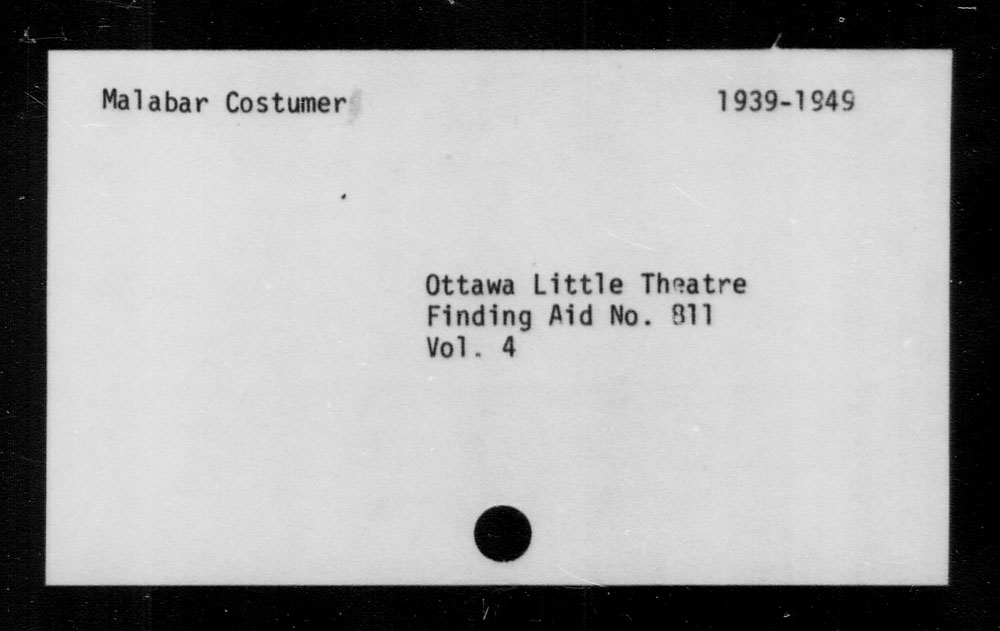 Malabar Costumer 1939-1949
Ottawa Little Theatre
Finding Aid No. 811
Vol. 4